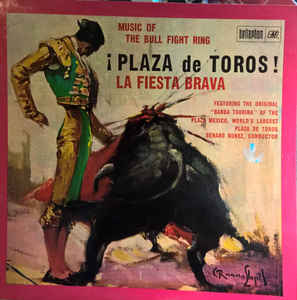 MUSIC OF
THE BULL FIGHT RING
¡PLAZA de TOROS!
LA FIESTA BRAVA
FEATURING THE ORIGINAL
"BANDA TAURINA" OF THE
PLAZA MEXICO, WORLD'S LARGEST
PLAZA DE TOROS
GENARO NUNEZ, CONDUCTOR